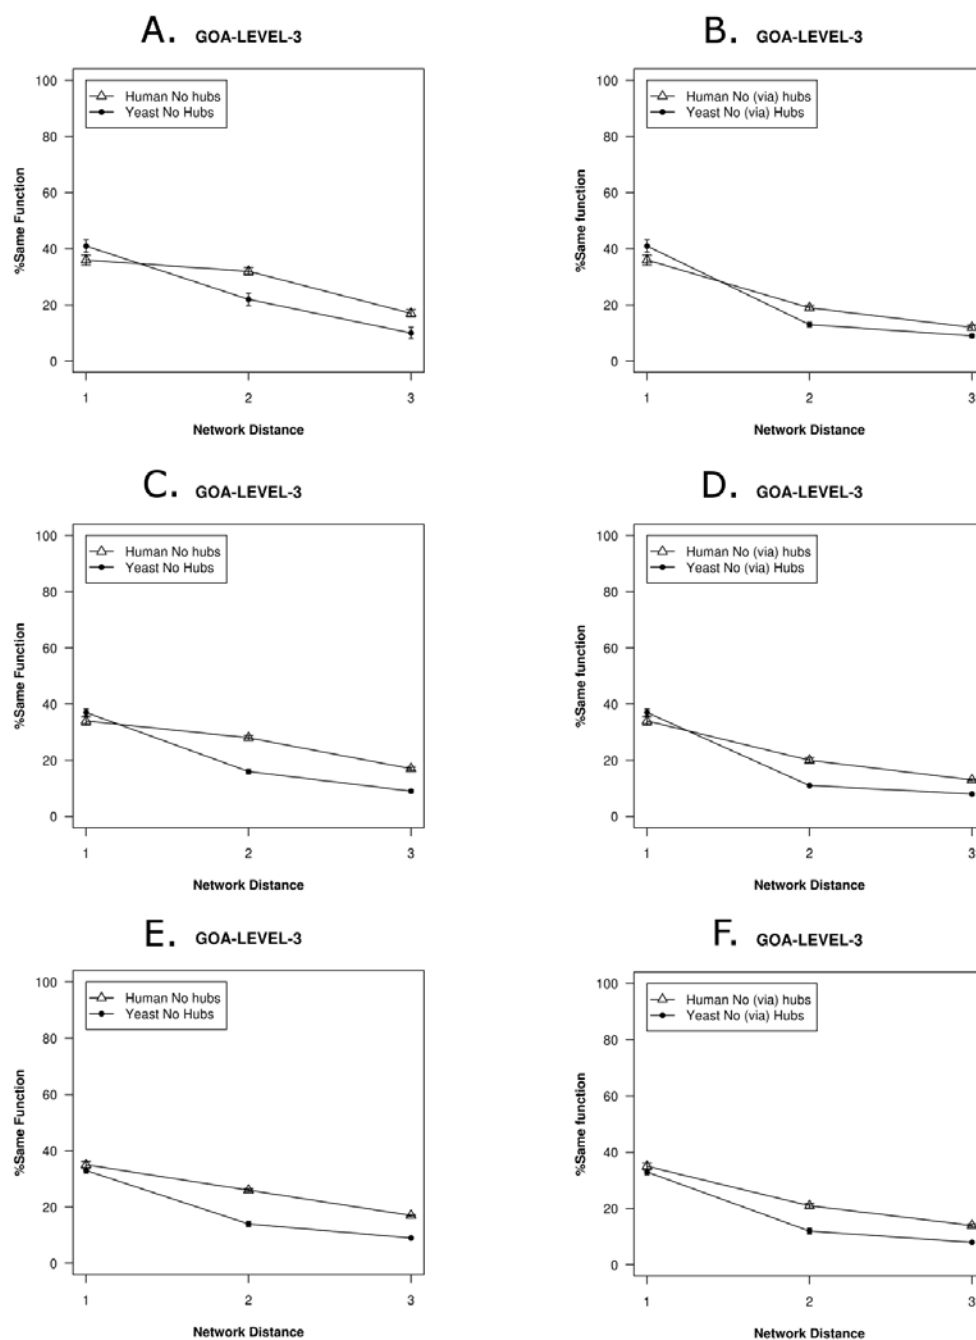 A. GOA-LEVEL-3
100
80
60
40
20
0
%Same Function
Human No hubs
Yeast No Hubs
1 2 3
Network Distance
B. GOA-LEVEL-3
100
80
60
40
20
0
%Same function
Human No (via) hubs
Yeast No (via) Hubs
1 2 3
Network Distance
C. GOA-LEVEL-3
100
80
60
40
20
0
%Same Function
Human No hubs
Yeast No Hubs
1 2 3
Network Distance
D. GOA-LEVEL-3
100
80
60
40
20
0
%Same function
Human No (via) hubs
Yeast No (via) Hubs
1 2 3
Network Distance
E. GOA-LEVEL-3
100
80
60
40
20
0
%Same Function
Human No hubs
Yeast No Hubs
1 2 3
Network Distance
F. GOA-LEVEL-3
100
80
60
40
20
0
%Same function
Human No (via) hubs
Yeast No (via) Hubs
1 2 3
Network Distance